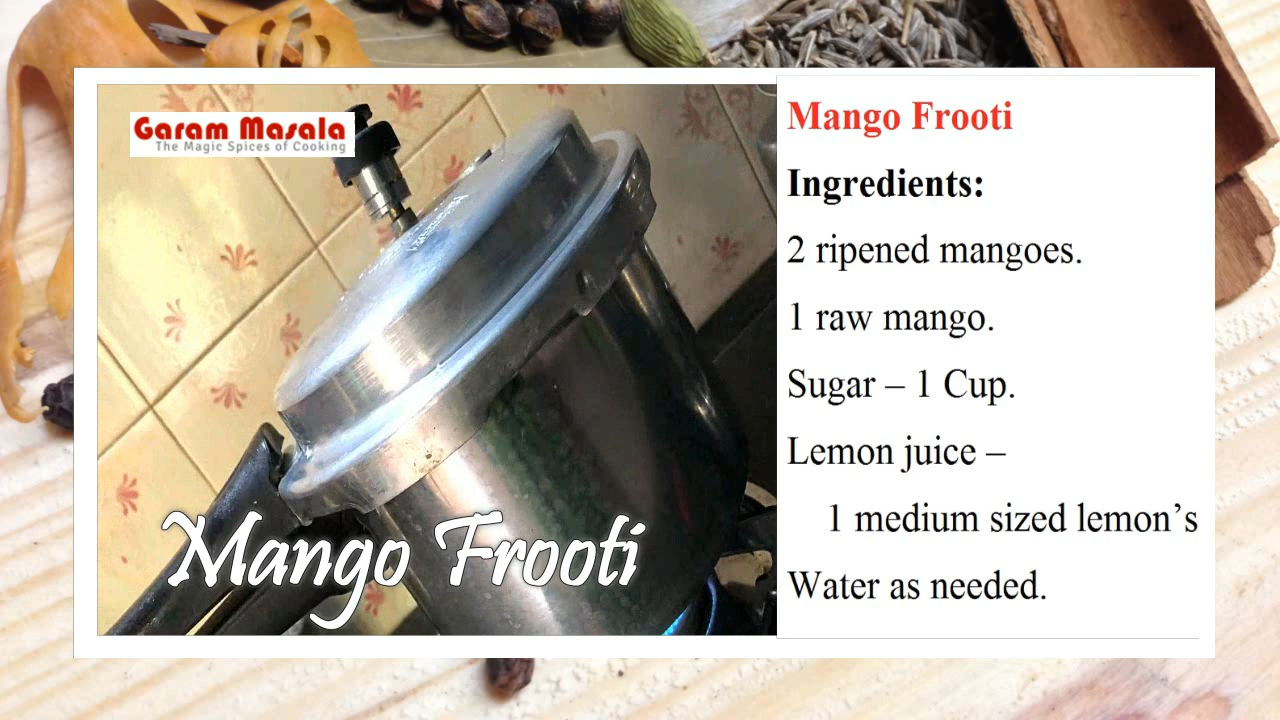 Garam Masala
The Magic Spices of Cooking
Mango Frooti
Mango Frooti
Ingredients:
2 ripened mangoes.
1 raw mango.
Sugar – 1 Cup.
Lemon juice –
1 medium sized lemon’s
Water as needed.